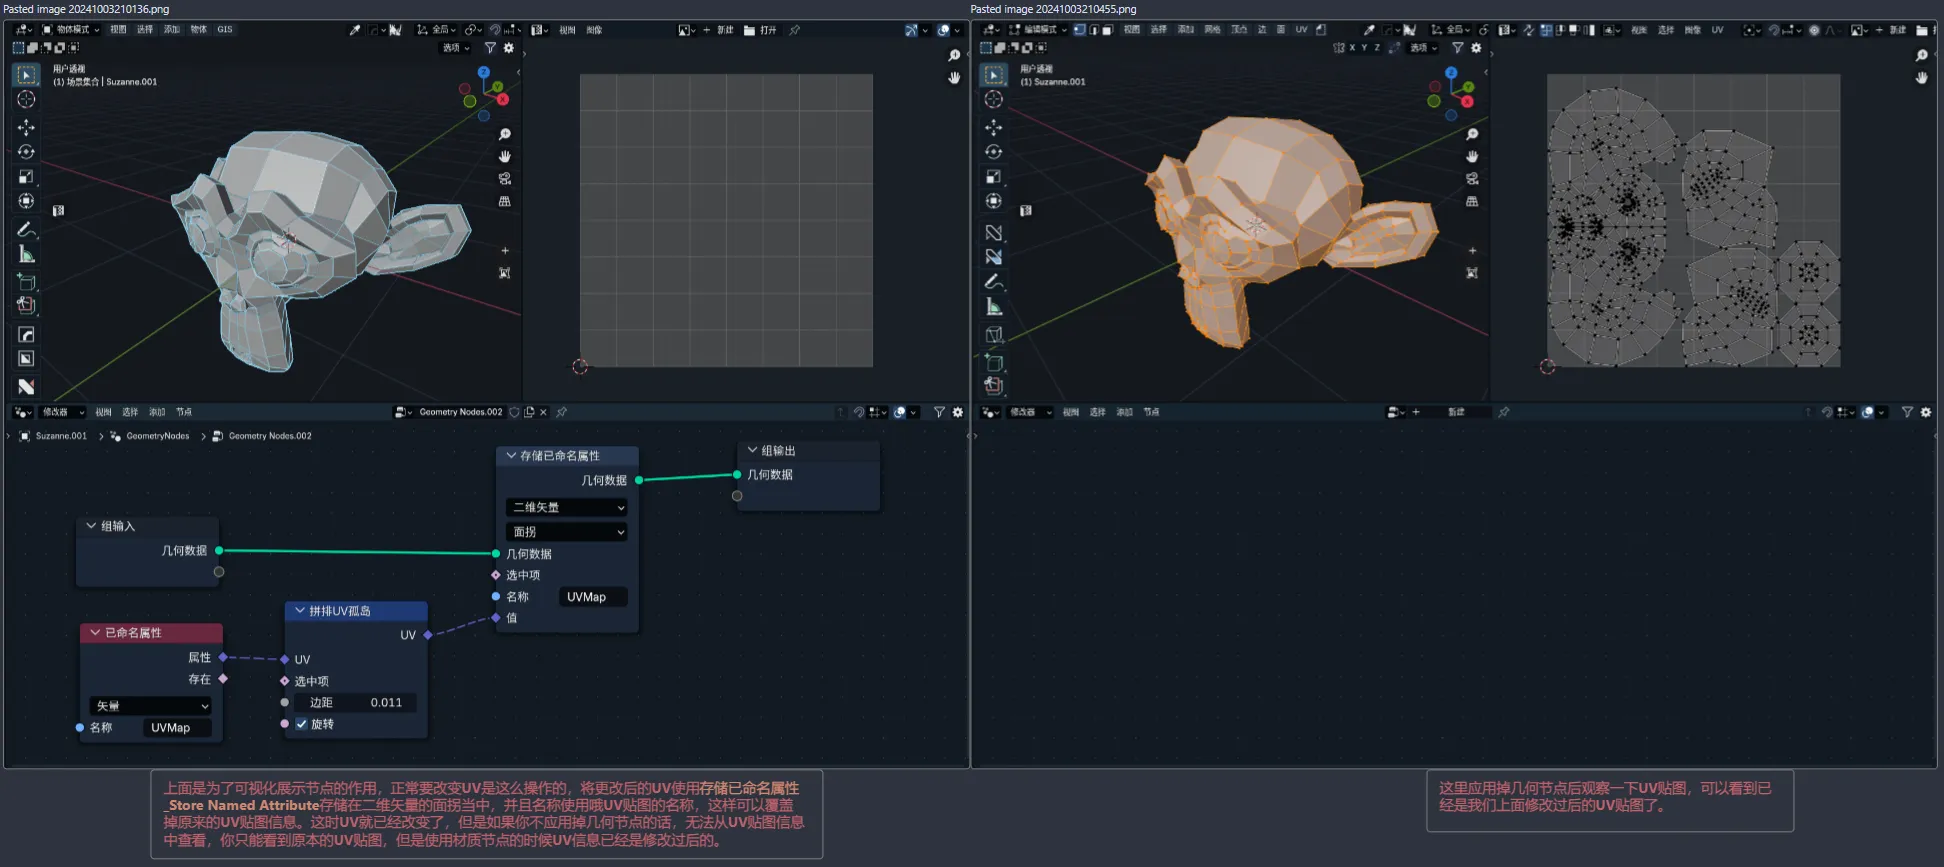 Pasted image 20241003210136.png
Pasted image 20241003210455.png
物体模式 视图 选择 添加 物体 GIS
全局
视图 图像
新建 打开
选项
用户透视
(1) 场景集合 | Suzanne.001
编辑模式 视图 选择 添加 网格 顶点 边 面 UV
全局
视图 选择 图像 UV
新建
X Y Z 选项
用户透视
(1) Suzanne.001
修改器 视图 选择 添加 节点
Geometry Nodes.002
Suzanne.001 > GeometryNodes > Geometry Nodes.002
组输入
几何数据
已命名属性
属性
存在
矢量
名称 UVMap
拼排UV孤岛
UV
UV
选中项
边距 0.011
旋转
存储已命名属性
几何数据
二维矢量
面拐
几何数据
选中项
名称 UVMap
值
组输出
几何数据
修改器 视图 选择 添加 节点
新建
上面是为了可视化展示节点的作用，正常要改变UV是这么操作的，将更改后的UV使用存储已命名属性
_Store Named Attribute存储在二维矢量的面拐当中，并且名称使用哦UV贴图的名称，这样可以覆盖
掉原来的UV贴图信息。这时UV就已经改变了，但是如果你不应用掉几何节点的话，无法从UV贴图信息
中查看，你只能看到原本的UV贴图，但是使用材质节点的时候UV信息已经是修改过后的。
这里应用掉几何节点后观察一下UV贴图，可以看到已
经是我们上面修改过后的UV贴图了。